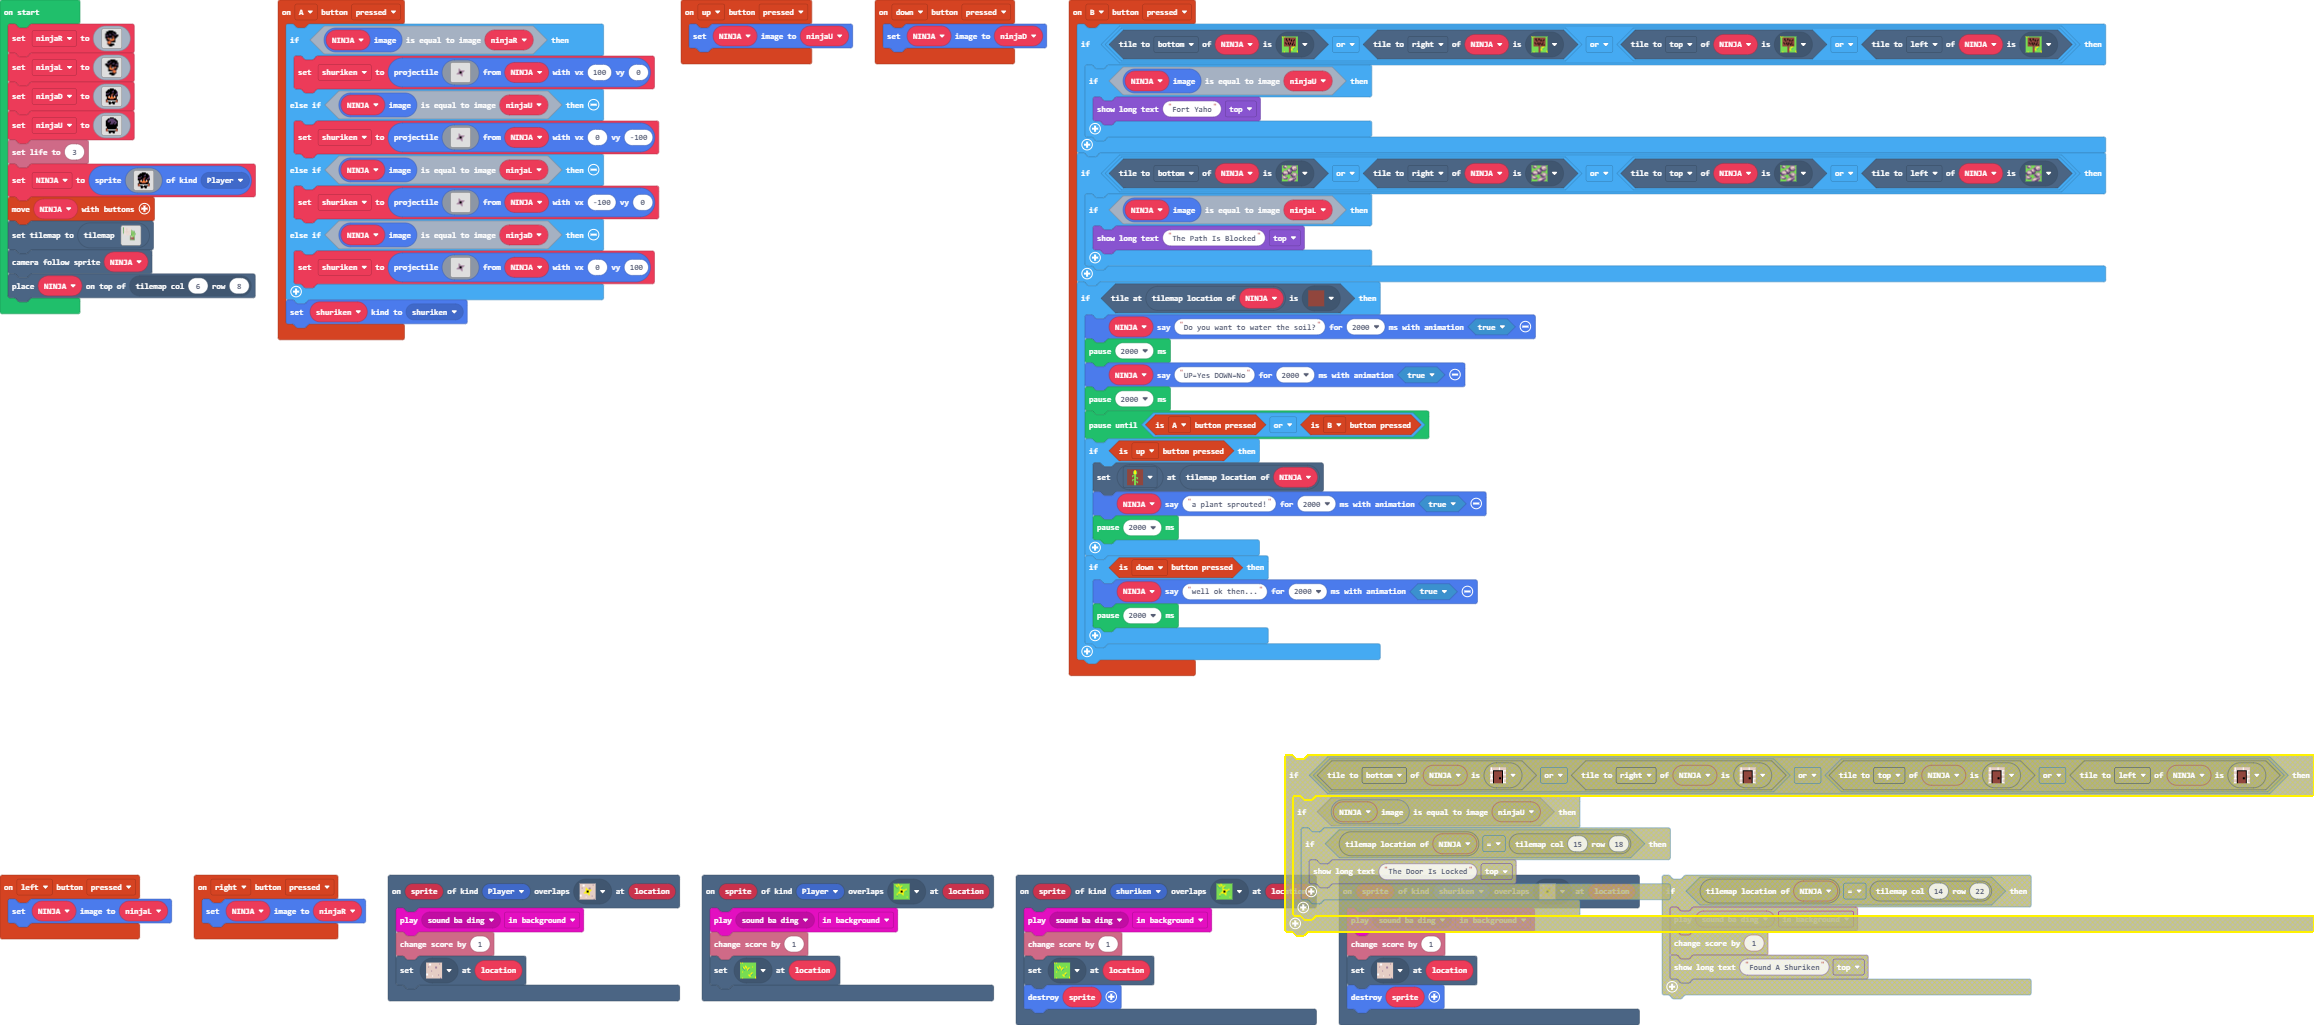 on start
set ninjaR to
set ninjaL to
set ninjaD to
set ninjaU to
set life to 3
set NINJA to sprite of kind Player
move NINJA with buttons
set tilemap to tilemap
camera follow sprite NINJA
place NINJA on top of tilemap col 6 row 8
on A button pressed
if NINJA image is equal to image ninjaR then
set shuriken to projectile from NINJA with vx 100 vy 0
else if NINJA image is equal to image ninjaU then
set shuriken to projectile from NINJA with vx 0 vy -100
else if NINJA image is equal to image ninjaL then
set shuriken to projectile from NINJA with vx -100 vy 0
else if NINJA image is equal to image ninjaD then
set shuriken to projectile from NINJA with vx 0 vy 100
set shuriken kind to shuriken
on up button pressed
set NINJA image to ninjaU
on down button pressed
set NINJA image to ninjaD
on B button pressed
if tile to bottom of NINJA is or tile to right of NINJA is or tile to top of NINJA is or tile to left of NINJA is then
if NINJA image is equal to image ninjaU then
show long text "Fort Yaho" top
if tile to bottom of NINJA is or tile to right of NINJA is or tile to top of NINJA is or tile to left of NINJA is then
if NINJA image is equal to image ninjaL then
show long text "The Path Is Blocked" top
if tile at tilemap location of NINJA is then
NINJA say "Do you want to water the soil?" for 2000 ms with animation true
pause 2000 ms
NINJA say "UP=Yes DOWN=No" for 2000 ms with animation true
pause 2000 ms
pause until is A button pressed or is B button pressed
if is up button pressed then
set at tilemap location of NINJA
NINJA say "a plant sprouted!" for 2000 ms with animation true
pause 2000 ms
if is down button pressed then
NINJA say "well ok then..." for 2000 ms with animation true
pause 2000 ms
on left button pressed
set NINJA image to ninjaL
on right button pressed
set NINJA image to ninjaR
on sprite of kind Player overlaps at location
play sound ba ding in background
change score by 1
set at location
on sprite of kind Player overlaps at location
play sound ba ding in background
change score by 1
set at location
on sprite of kind shuriken overlaps at location
play sound ba ding in background
change score by 1
set at location
destroy sprite
on sprite of kind shuriken overlaps at location
play sound ba ding in background
change score by 1
set at location
destroy sprite
if tile to bottom of NINJA is or tile to right of NINJA is or tile to top of NINJA is or tile to left of NINJA is then
if NINJA image is equal to image ninjaU then
if tilemap location of NINJA = tilemap col 15 row 18 then
show long text "The Door Is Locked" top
if tilemap location of NINJA = tilemap col 14 row 22 then
play sound ba ding in background
change score by 1
show long text "Found A Shuriken" top